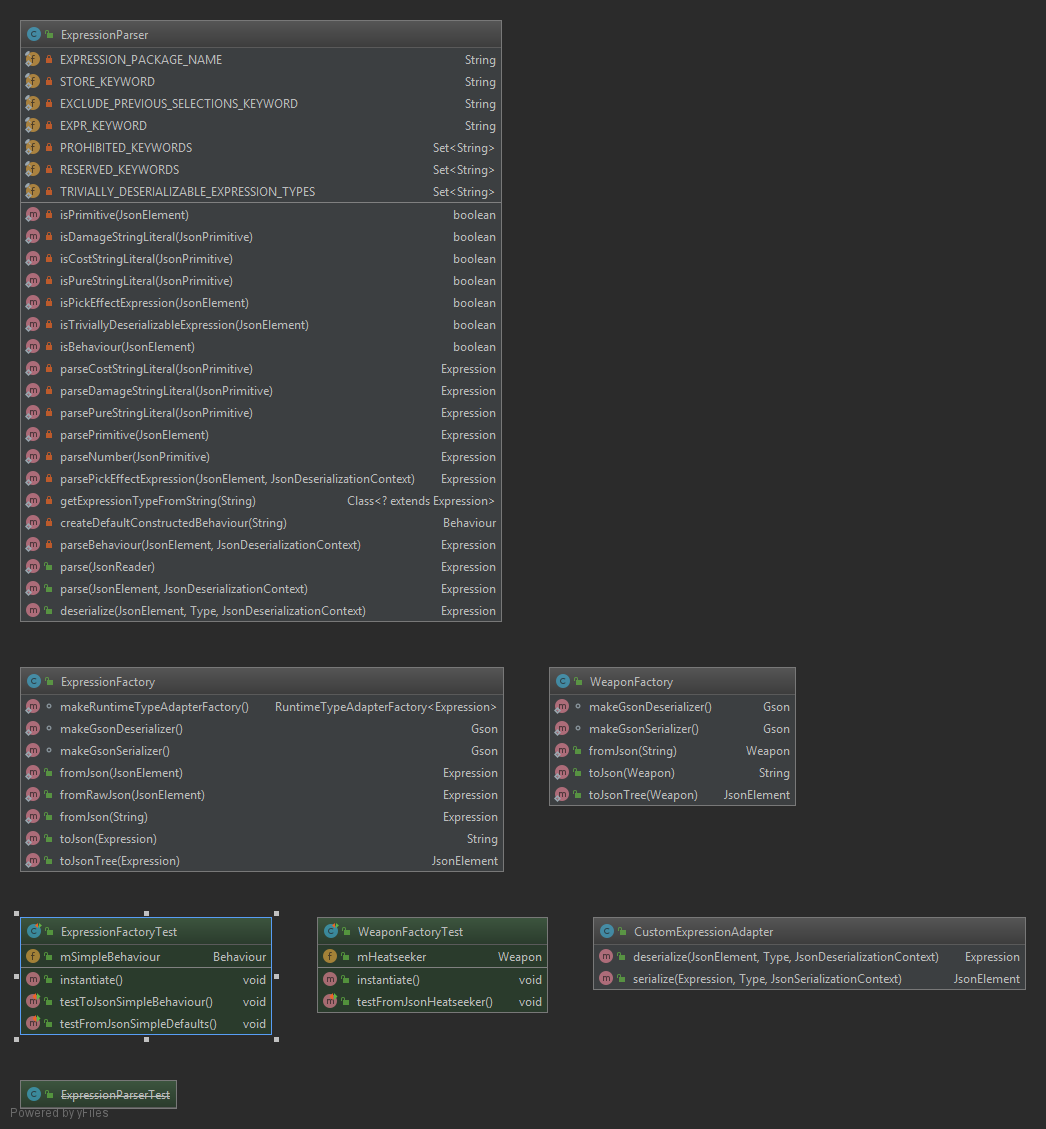 ExpressionParser
EXPRESSION_PACKAGE_NAME String
STORE_KEYWORD String
EXCLUDE_PREVIOUS_SELECTIONS_KEYWORD String
EXPR_KEYWORD String
PROHIBITED_KEYWORDS Set<String>
RESERVED_KEYWORDS Set<String>
TRIVIALLY_DESERIALIZABLE_EXPRESSION_TYPES Set<String>
isPrimitive(JsonElement) boolean
isDamageStringLiteral(JsonPrimitive) boolean
isCostStringLiteral(JsonPrimitive) boolean
isPureStringLiteral(JsonPrimitive) boolean
isPickEffectExpression(JsonElement) boolean
isTriviallyDeserializableExpression(JsonElement) boolean
isBehaviour(JsonElement) boolean
parseCostStringLiteral(JsonPrimitive) Expression
parseDamageStringLiteral(JsonPrimitive) Expression
parsePureStringLiteral(JsonPrimitive) Expression
parsePrimitive(JsonElement) Expression
parseNumber(JsonPrimitive) Expression
parsePickEffectExpression(JsonElement, JsonDeserializationContext) Expression
getExpressionTypeFromString(String) Class<? extends Expression>
createDefaultConstructedBehaviour(String) Behaviour
parseBehaviour(JsonElement, JsonDeserializationContext) Expression
parse(JsonReader) Expression
parse(JsonElement, JsonDeserializationContext) Expression
deserialize(JsonElement, Type, JsonDeserializationContext) Expression
ExpressionFactory
makeRuntimeTypeAdapterFactory() RuntimeTypeAdapterFactory<Expression>
makeGsonDeserializer() Gson
makeGsonSerializer() Gson
fromJson(JsonElement) Expression
fromRawJson(JsonElement) Expression
fromJson(String) Expression
toJson(Expression) String
toJsonTree(Expression) JsonElement
WeaponFactory
makeGsonDeserializer() Gson
makeGsonSerializer() Gson
fromJson(String) Weapon
toJson(Weapon) String
toJsonTree(Weapon) JsonElement
ExpressionFactoryTest
mSimpleBehaviour Behaviour
instantiate() void
testToJsonSimpleBehaviour() void
testFromJsonSimpleDefaults() void
WeaponFactoryTest
mHeatseeker Weapon
instantiate() void
testFromJsonHeatseeker() void
CustomExpressionAdapter
deserialize(JsonElement, Type, JsonDeserializationContext) Expression
serialize(Expression, Type, JsonSerializationContext) JsonElement
ExpressionParserTest
Powered by yFiles